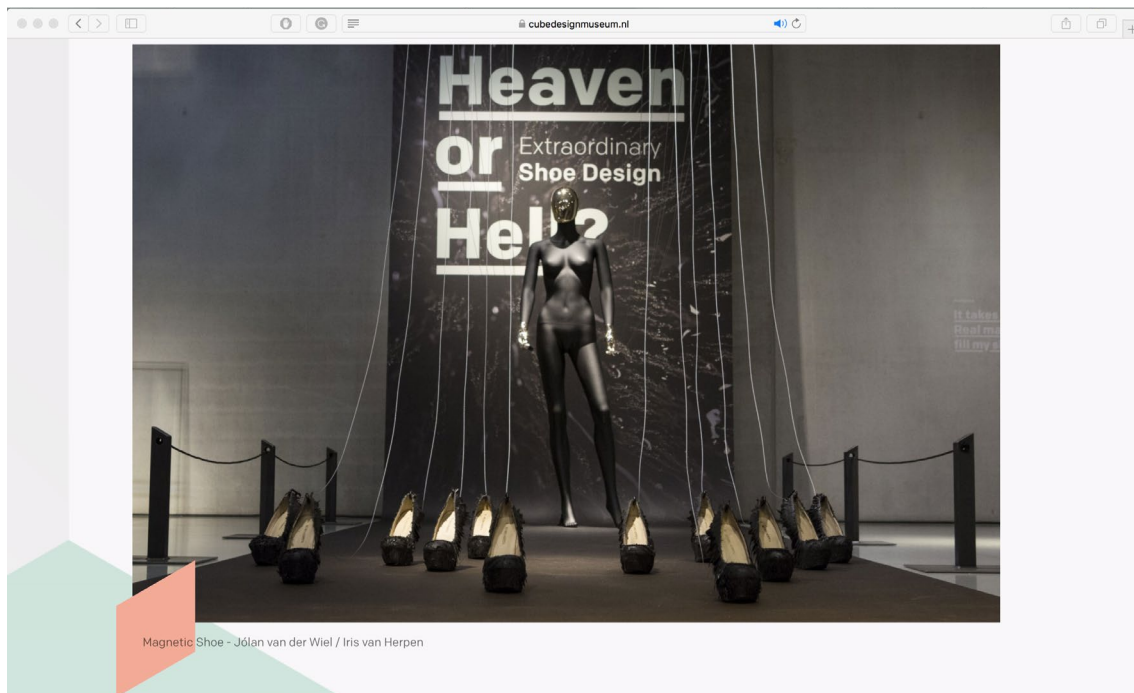 cubedesignmuseum.nl
Heaven
or Extraordinary
Shoe Design
Hell?
It takes
Real ma
fill my s
Magnetic Shoe - Jólan van der Wiel / Iris van Herpen